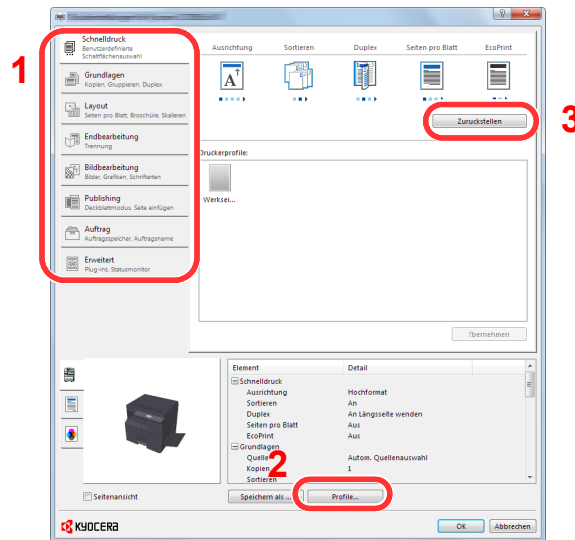 Schnelldruck
Benutzerdefinierte
Schaltflächenauswahl
1
Grundlagen
Kopien, Gruppieren, Duplex
Layout
Seiten pro Blatt, Broschüre, Skalieren
Endbearbeitung
Trennung
Bildbearbeitung
Bilder, Grafiken, Schriftarten
Publishing
Deckblattmodus, Seite einfügen
Auftrag
Auftragsspeicher, Auftragsname
Erweitert
Plug-ins, Statusmonitor
Ausrichtung Sortieren Duplex Seiten pro Blatt EcoPrint
A
Zuruckstellen
3
Druckerprofile:
Werksei...
?bernehmen
Element Detail
Schnelldruck
Ausrichtung Hochformat
Sortieren An
Duplex An Längsseite wenden
Seiten pro Blatt Aus
EcoPrint Aus
Grundlagen
Quelle Autom. Quellenauswahl
Kopien 1
Sortieren
2
Seitenansicht
Speichern als ...
Profile...
KYOCERA
OK Abbrechen